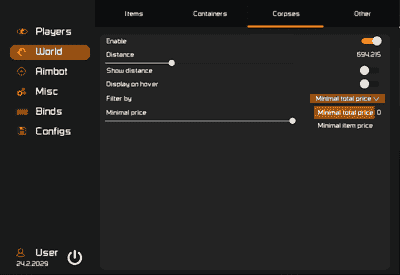 Items Containers Corpses Other
Players
World
Aimbot
Misc
Binds
Configs
Enable
Distance 694.215
Show distance
Display on hover
Filter by Minimal total price
Minimal price Minimal total price 0
Minimal item price
User
24.2.2029